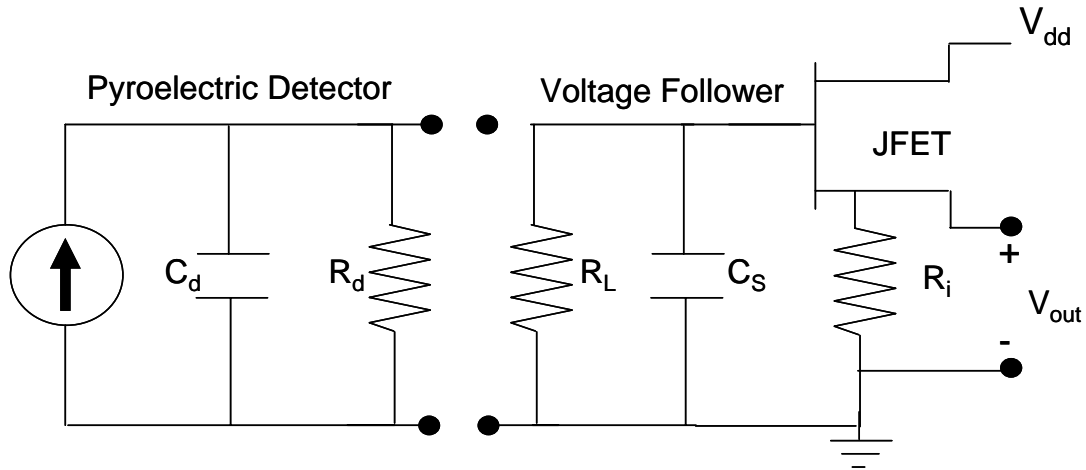 V_dd
Pyroelectric Detector
Voltage Follower
JFET
C_d
R_d
R_L
C_S
R_i
+
V_out
-